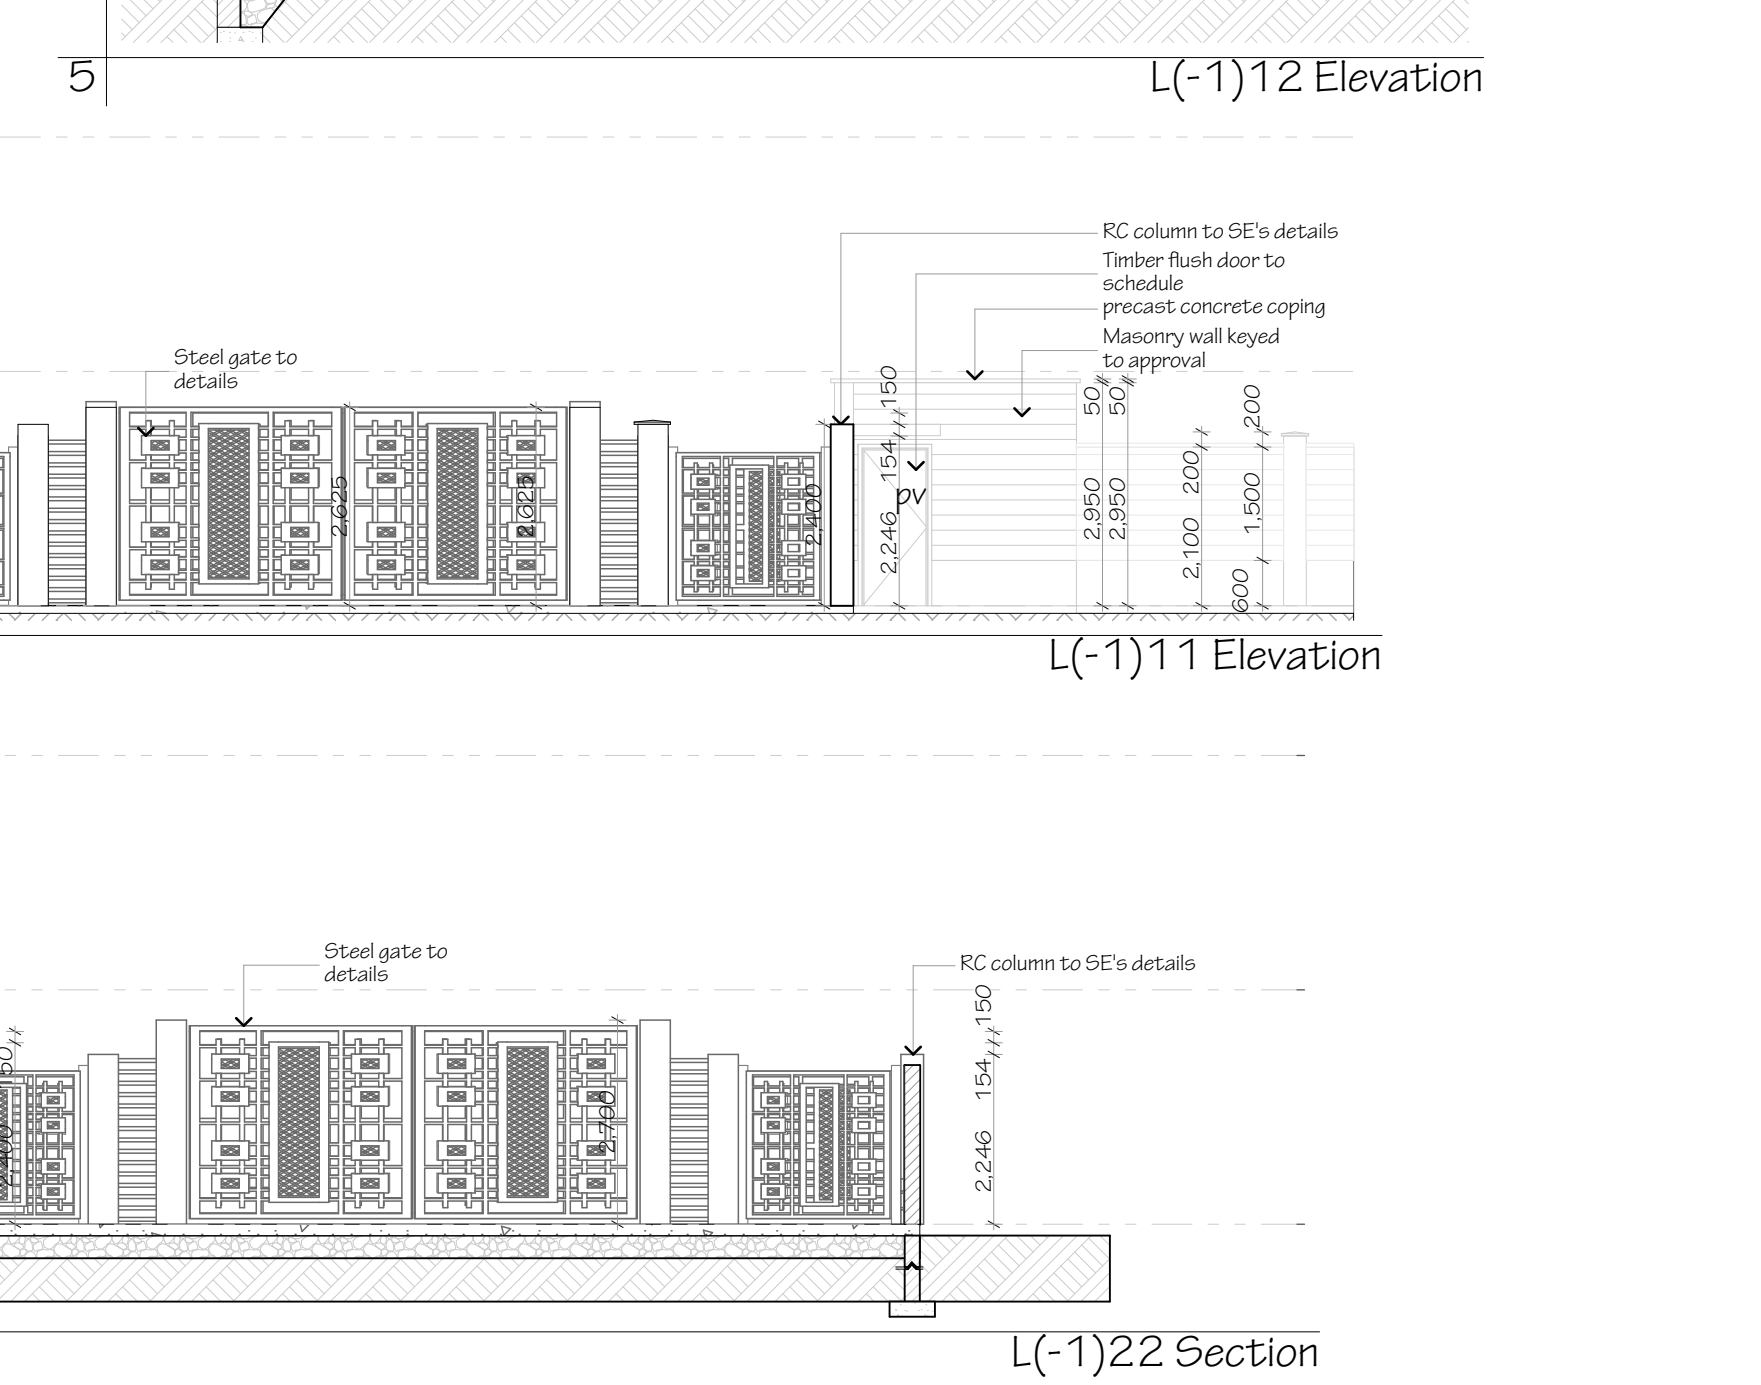 5
L(-1)12 Elevation
RC column to SE's details
Timber flush door to
schedule
precast concrete coping
Masonry wall keyed
to approval
Steel gate to
details
2,625
2,625
2,400
150
154
2,246
pv
50
2,950
50
2,950
200
2,100
200
1,500
600
L(-1)11 Elevation
Steel gate to
details
RC column to SE's details
150
2,400
2,700
150
154
2,246
L(-1)22 Section